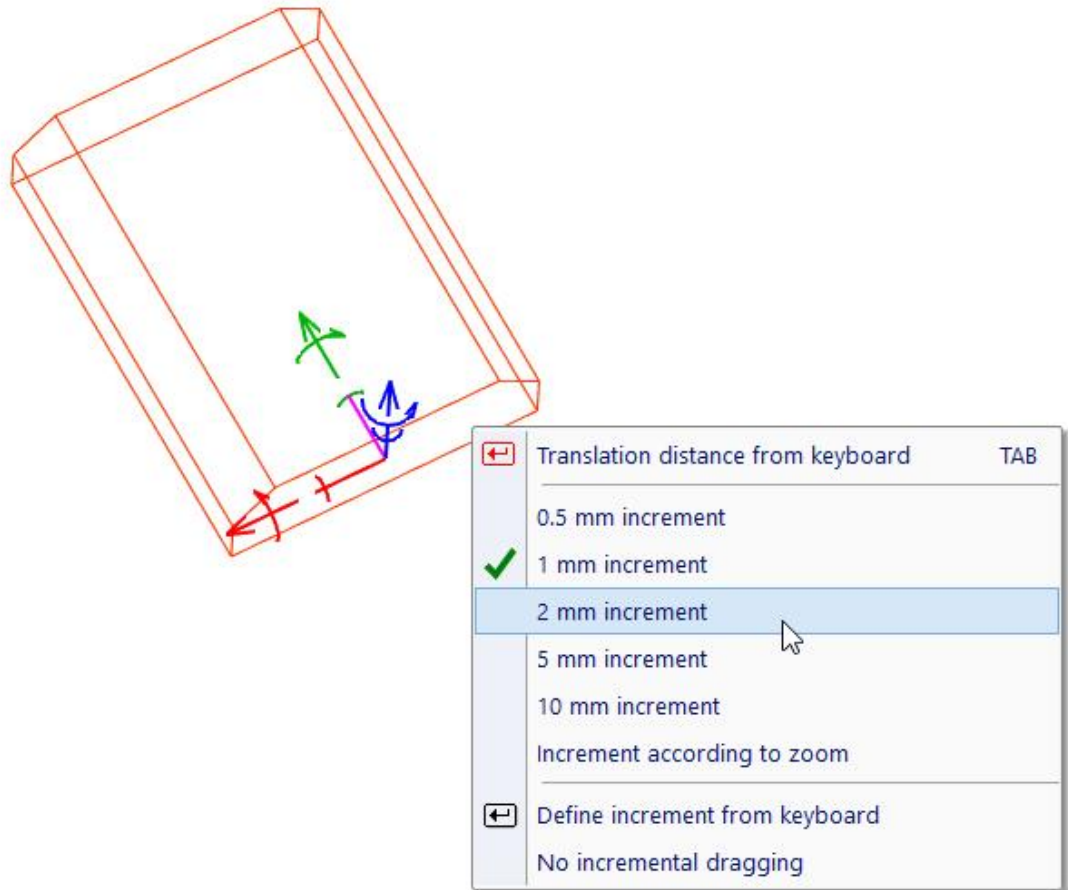 Translation distance from keyboard TAB
0.5 mm increment
1 mm increment
2 mm increment
5 mm increment
10 mm increment
Increment according to zoom
Define increment from keyboard
No incremental dragging